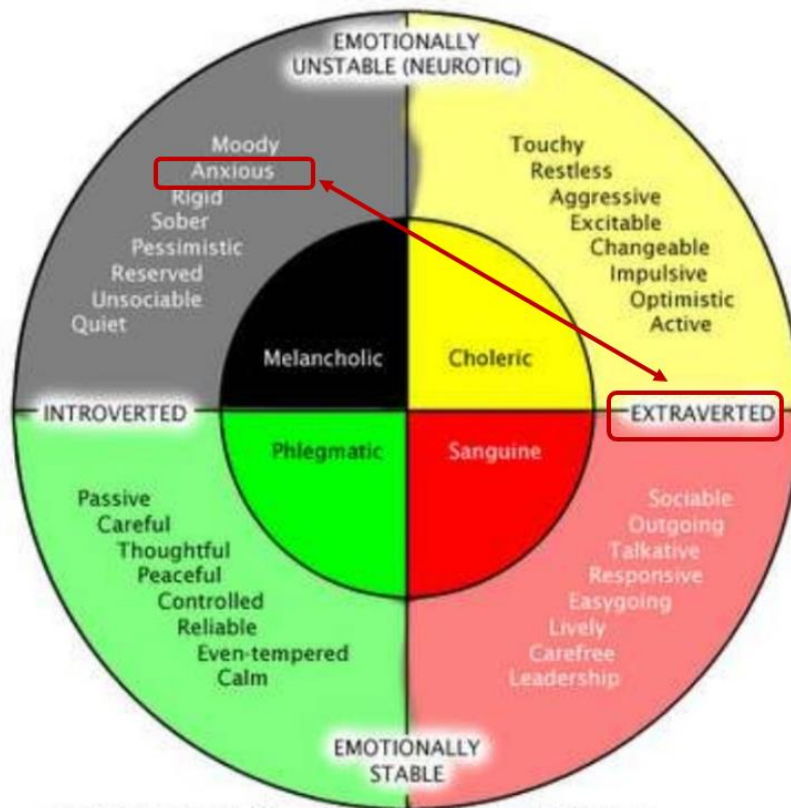 EMOTIONALLY
UNSTABLE (NEUROTIC)
Moody
Anxious
Rigid
Sober
Pessimistic
Reserved
Unsociable
Quiet
Touchy
Restless
Aggressive
Excitable
Changeable
Impulsive
Optimistic
Active
Melancholic
Choleric
INTROVERTED
EXTRAVERTED
Phlegmatic
Sanguine
Passive
Careful
Thoughtful
Peaceful
Controlled
Reliable
Even-tempered
Calm
Sociable
Outgoing
Talkative
Responsive
Easygoing
Lively
Carefree
Leadership
EMOTIONALLY
STABLE